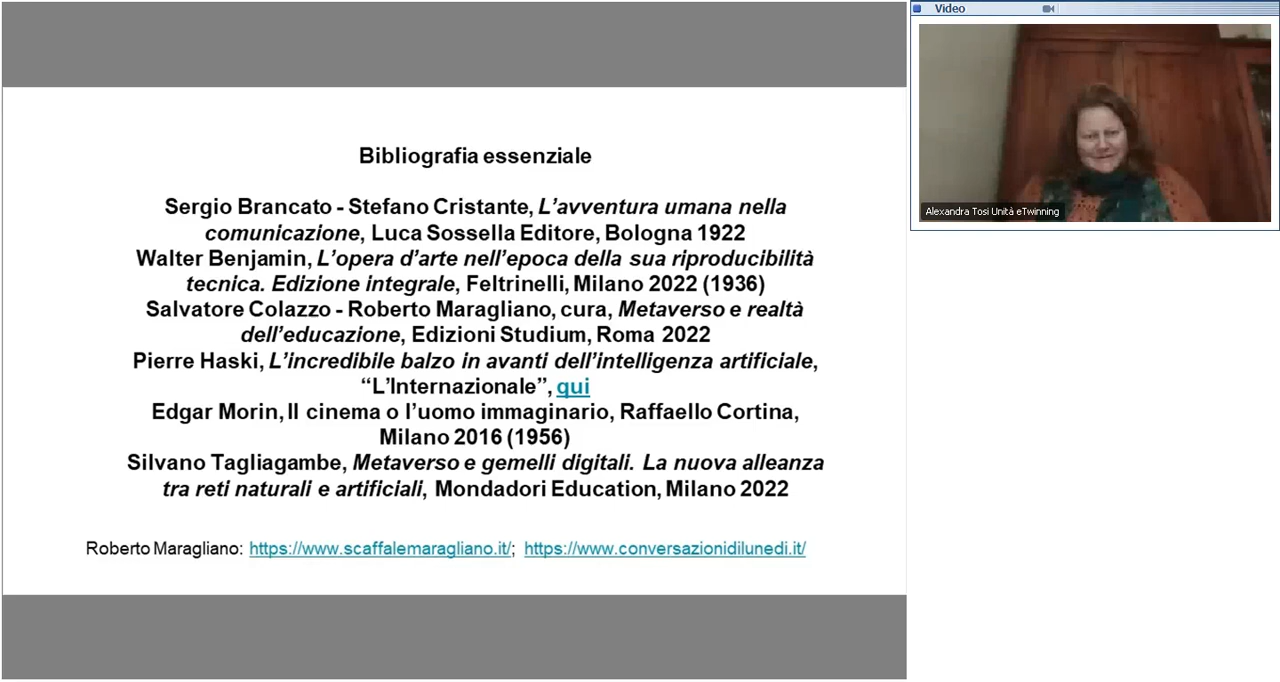 Video
Alexandra Tosi Unità eTwinning
Bibliografia essenziale
Sergio Brancato - Stefano Cristante, L’avventura umana nella
comunicazione, Luca Sossella Editore, Bologna 1922
Walter Benjamin, L’opera d’arte nell’epoca della sua riproducibilità
tecnica. Edizione integrale, Feltrinelli, Milano 2022 (1936)
Salvatore Colazzo - Roberto Maragliano, cura, Metaverso e realtà
dell’educazione, Edizioni Studium, Roma 2022
Pierre Haski, L’incredibile balzo in avanti dell’intelligenza artificiale,
“L’Internazionale”, qui
Edgar Morin, Il cinema o l’uomo immaginario, Raffaello Cortina,
Milano 2016 (1956)
Silvano Tagliagambe, Metaverso e gemelli digitali. La nuova alleanza
tra reti naturali e artificiali, Mondadori Education, Milano 2022
Roberto Maragliano: https://www.scaffalemaragliano.it/; https://www.conversazionidilunedi.it/